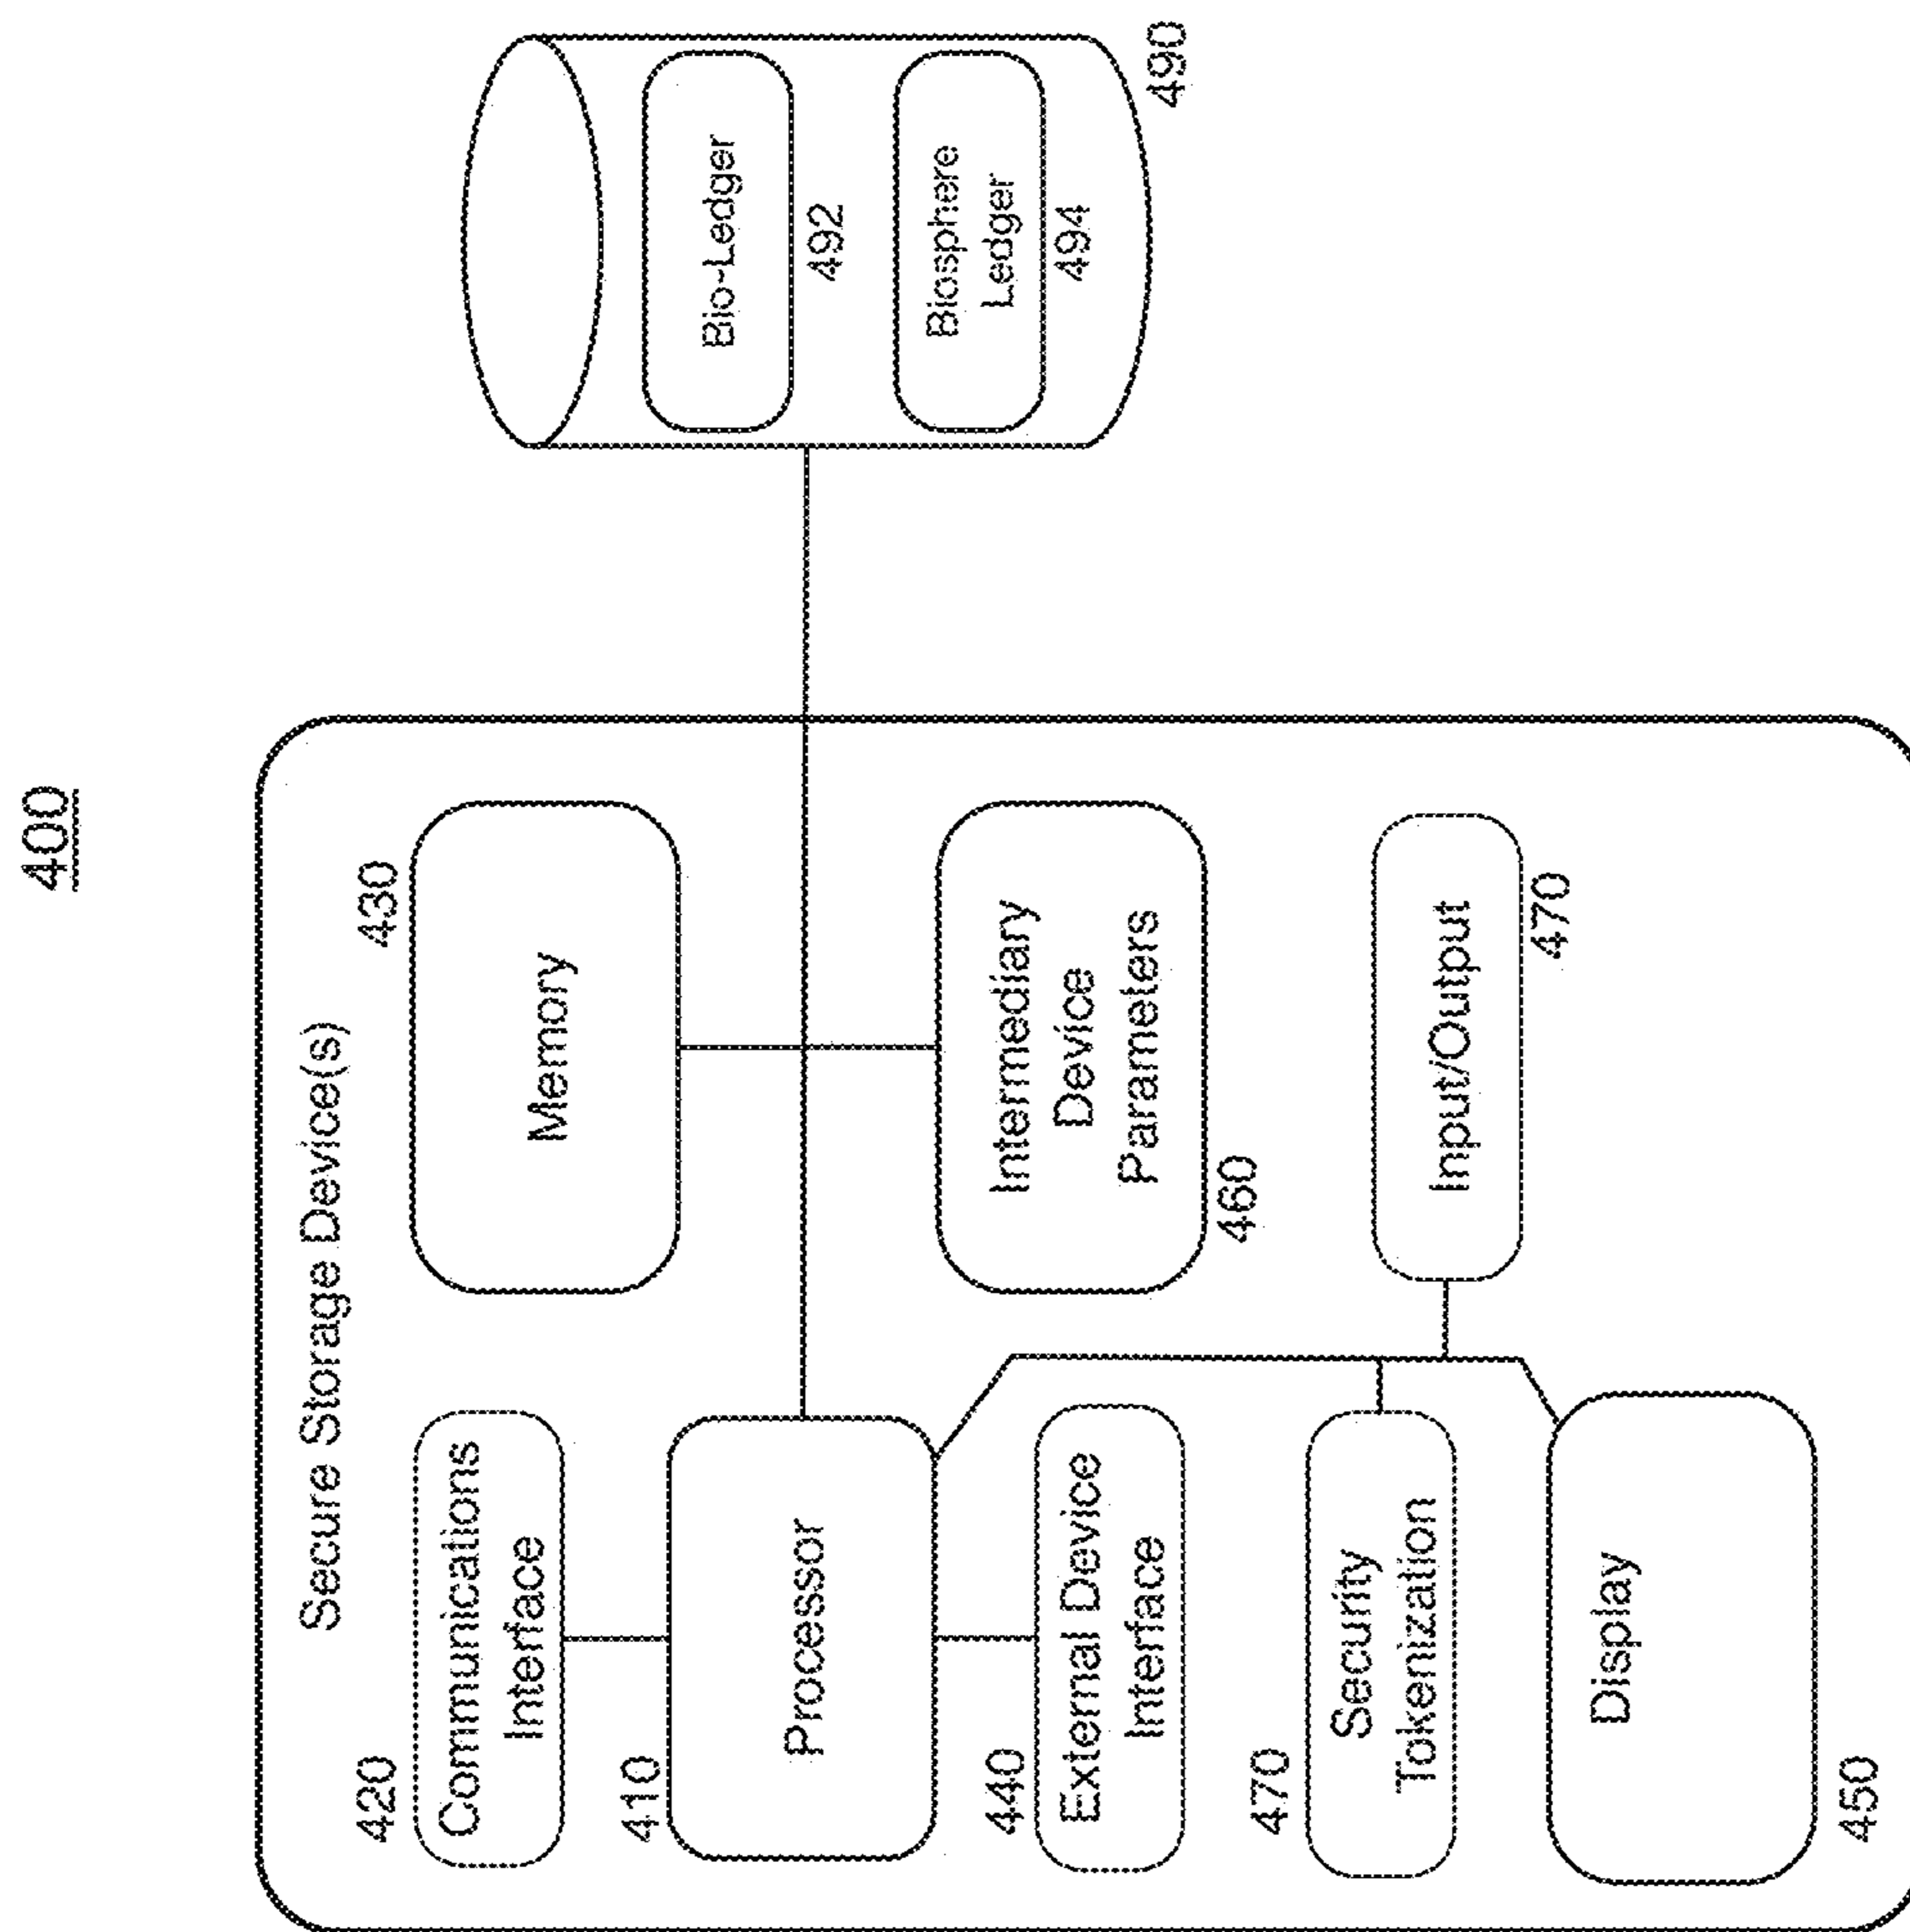 400
Secure Storage Device(s)
420
Communications
Interface
430
Memory
410
Processor
440
External Device
Interface
Intermediary
Device
Parameters
460
470
Security
Tokenization
Input/Output
470
Display
450
Bio-Ledger
492
Biosphere
Ledger
494
490